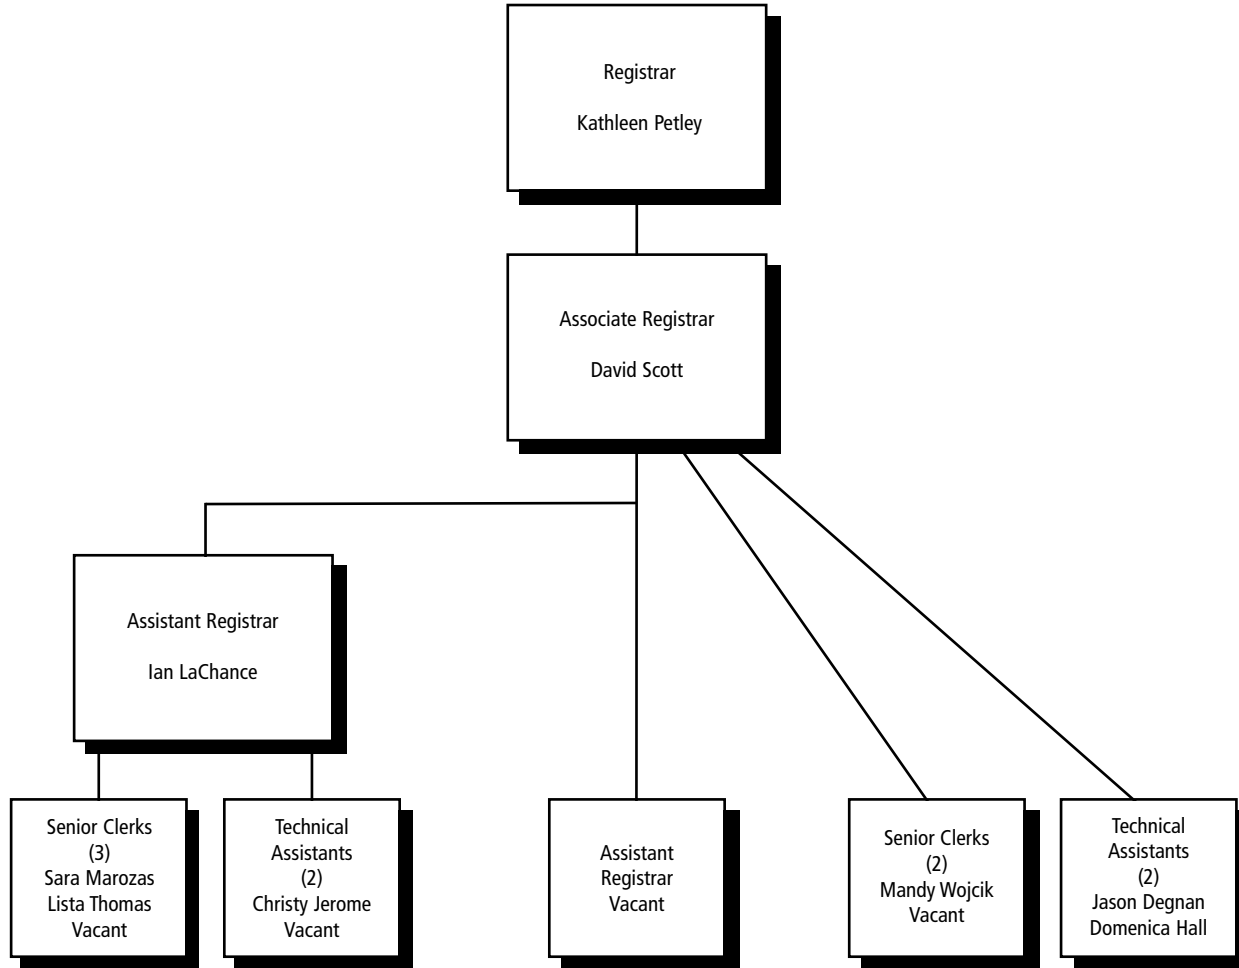 Registrar
Kathleen Petley
Associate Registrar
David Scott
Assistant Registrar
Ian LaChance
Senior Clerks
(3)
Sara Marozas
Lista Thomas
Vacant
Technical
Assistants
(2)
Christy Jerome
Vacant
Assistant
Registrar
Vacant
Senior Clerks
(2)
Mandy Wojcik
Vacant
Technical
Assistants
(2)
Jason Degnan
Domenica Hall